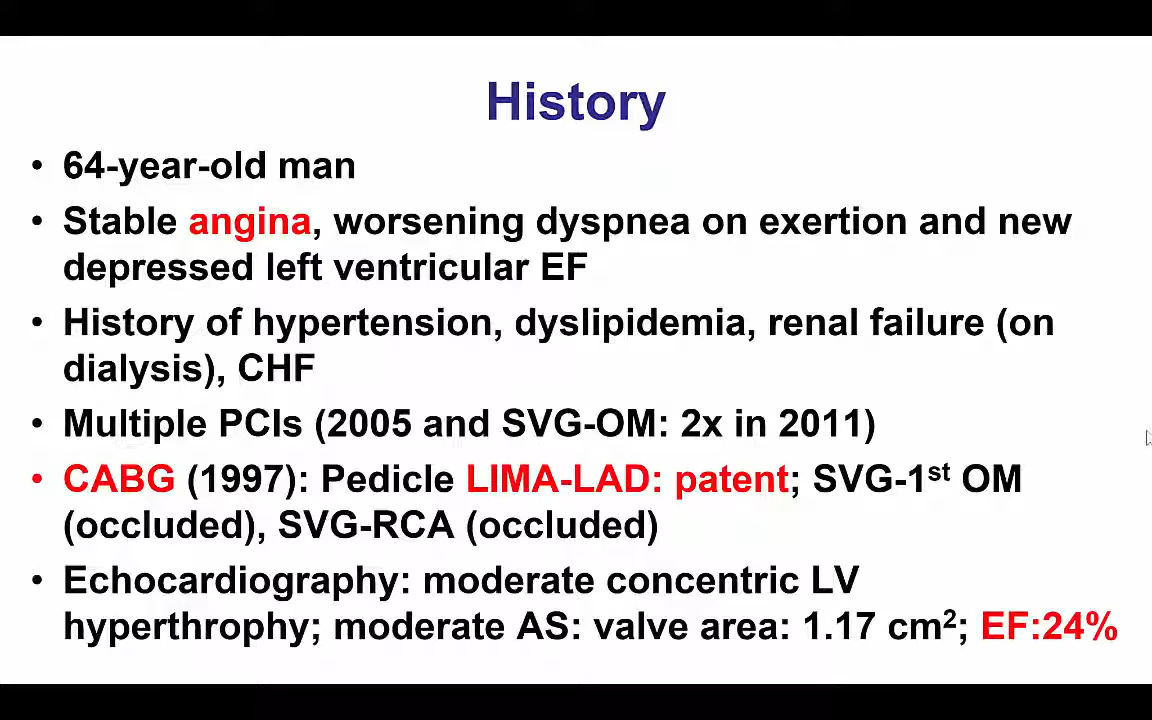 History
• 64-year-old man
• Stable angina, worsening dyspnea on exertion and new
depressed left ventricular EF
• History of hypertension, dyslipidemia, renal failure (on
dialysis), CHF
• Multiple PCIs (2005 and SVG-OM: 2x in 2011)
• CABG (1997): Pedicle LIMA-LAD: patent; SVG-1st OM
(occluded), SVG-RCA (occluded)
• Echocardiography: moderate concentric LV
hyperthrophy; moderate AS: valve area: 1.17 cm²; EF:24%